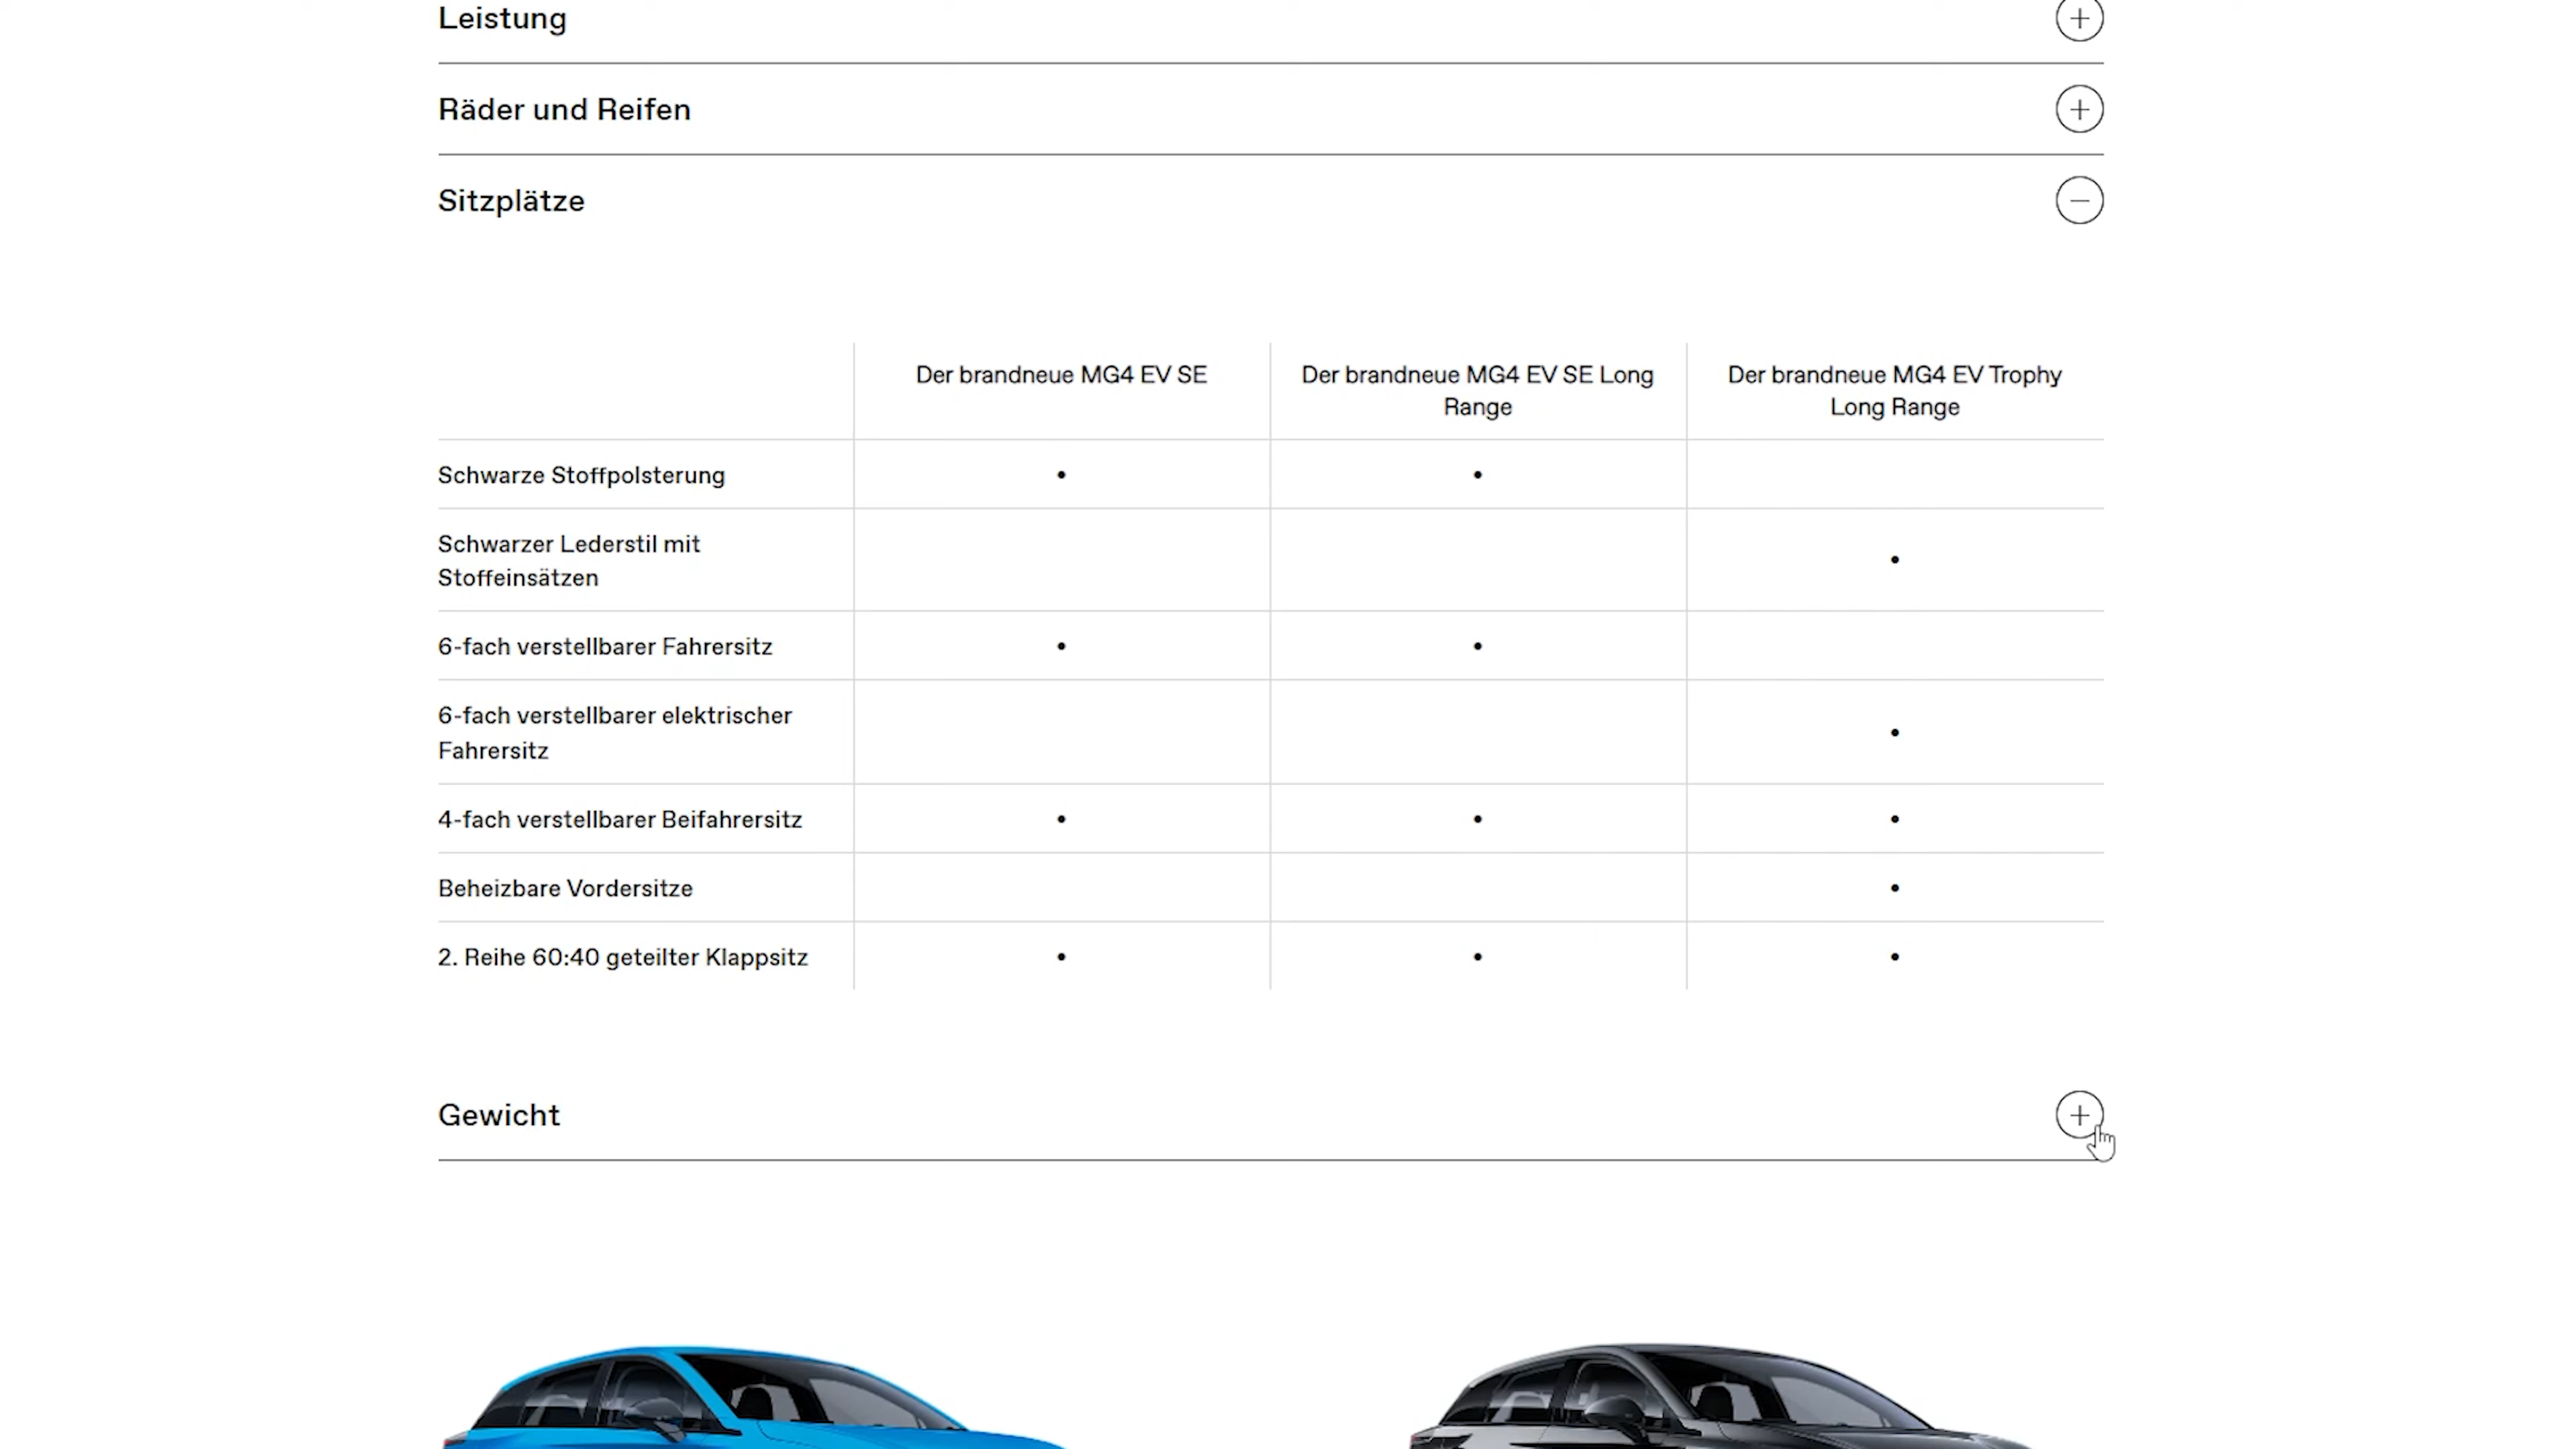 Leistung
Räder und Reifen
Sitzplätze
Der brandneue MG4 EV SE
Der brandneue MG4 EV SE Long
Range
Der brandneue MG4 EV Trophy
Long Range
Schwarze Stoffpolsterung
Schwarzer Lederstil mit
Stoffeinsätzen
6-fach verstellbarer Fahrersitz
6-fach verstellbarer elektrischer
Fahrersitz
4-fach verstellbarer Beifahrersitz
Beheizbare Vordersitze
2. Reihe 60:40 geteilter Klappsitz
Gewicht